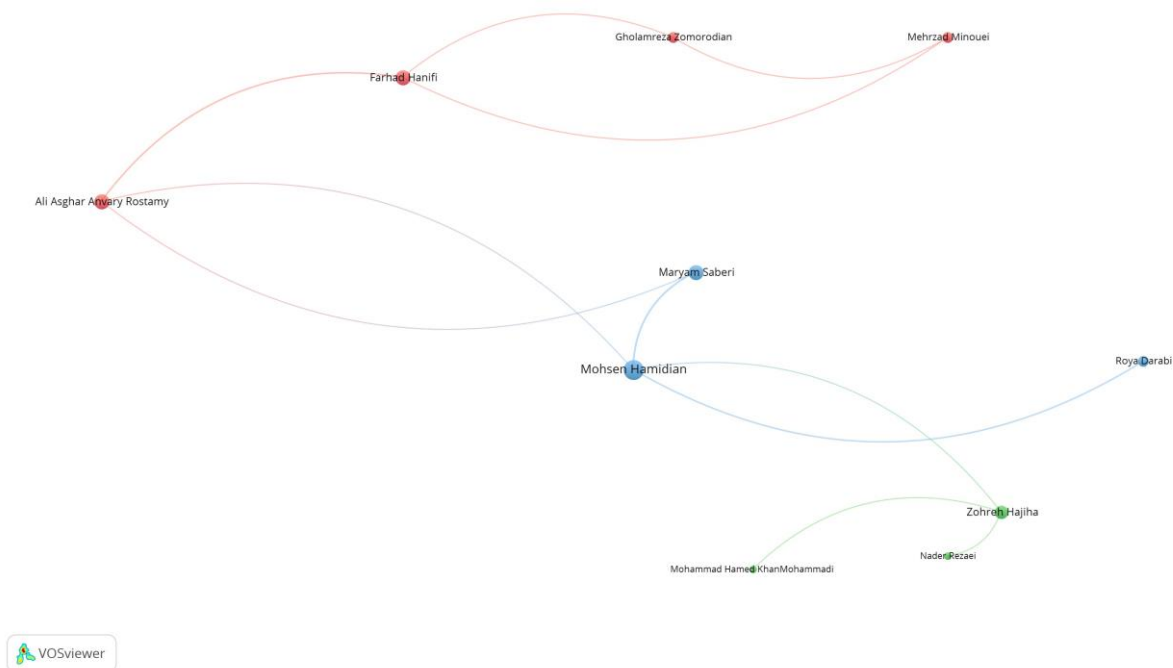 Gholamreza Zomorodian
Mehrzad Minouei
Farhad Hanifi
Ali Asghar Anvary Rostamy
Maryam Saberi
Roya Darabi
Mohsen Hamidian
Zohreh Hajiha
Nader Rezaei
Mohammad Hamed KhanMohammadi
VOSviewer